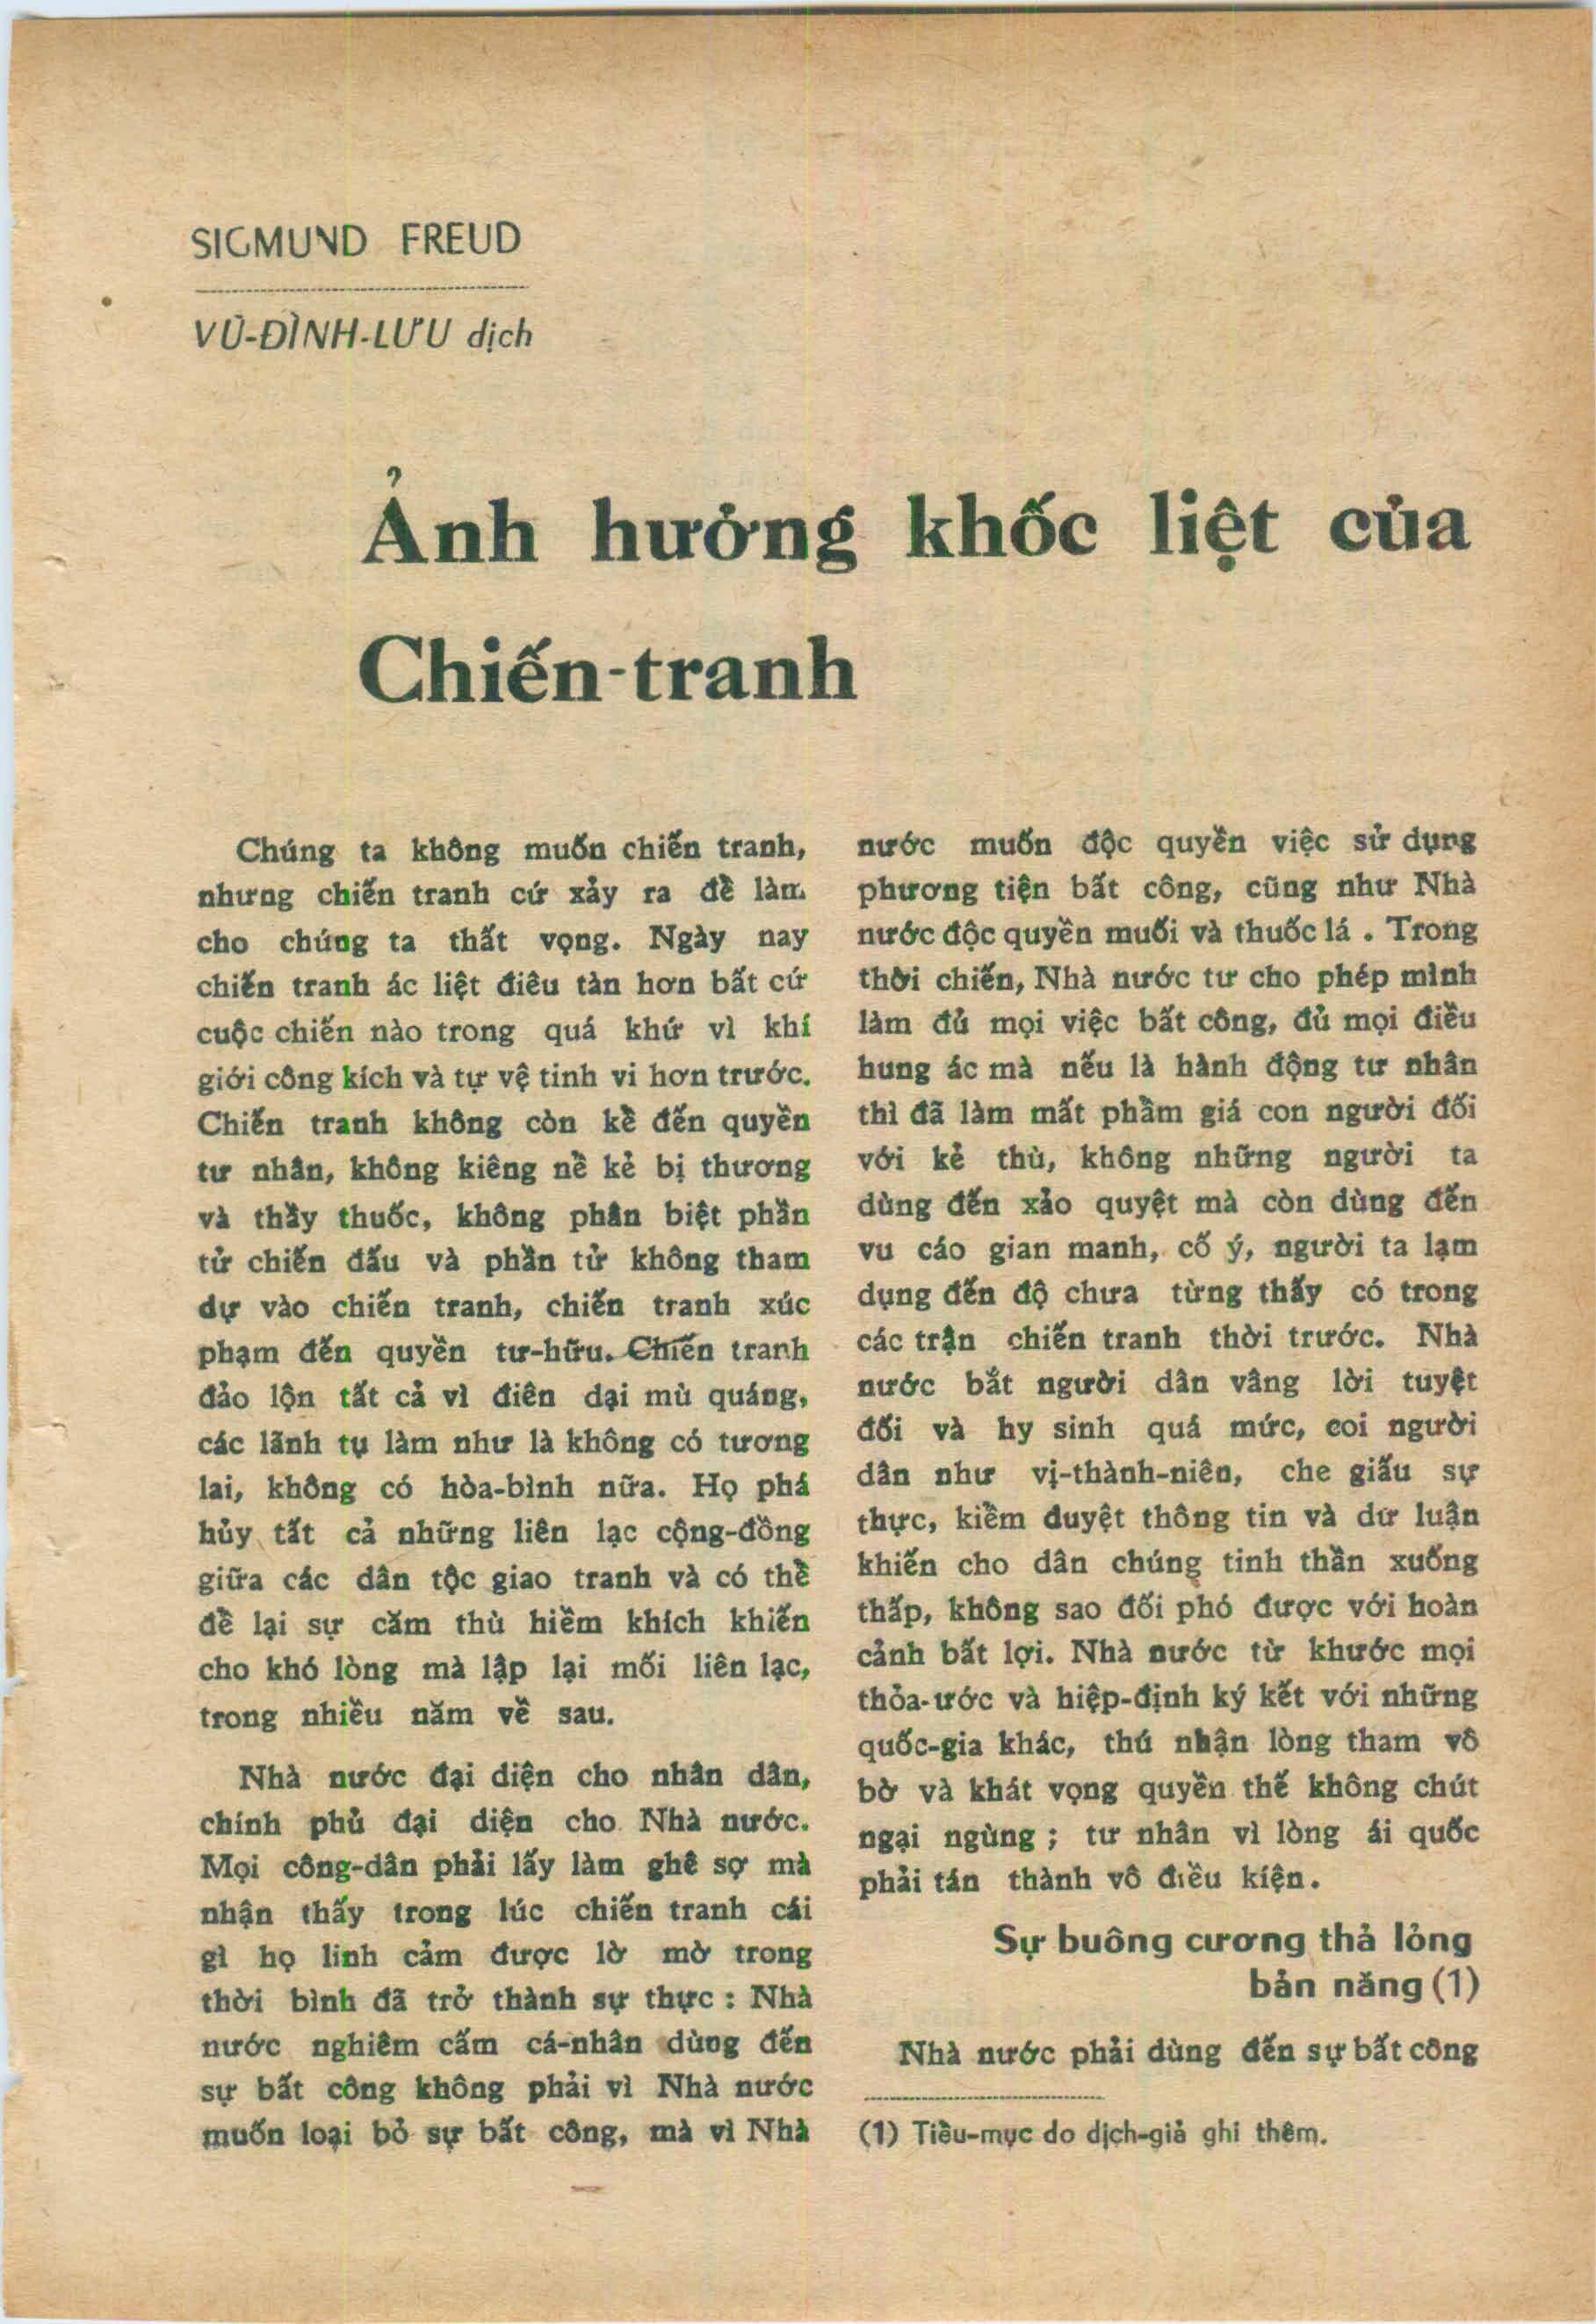 SIGMUND FREUD
VŨ-ĐÌNH-LƯU dịch
Ảnh hưởng khốc liệt của
Chiến-tranh
Chúng ta không muốn chiến tranh,
nhưng chiến tranh cứ xảy ra để làm
cho chúng ta thất vọng. Ngày nay
chiến tranh ác liệt điêu tàn hơn bất cứ
cuộc chiến nào trong quá khứ vì khí
giới công kích và tự vệ tinh vi hơn trước.
Chiến tranh không còn kể đến quyền
tư nhân, không kiêng nể kẻ bị thương
và thầy thuốc, không phân biệt phần
tử chiến đấu và phần tử không tham
dự vào chiến tranh, chiến tranh xúc
phạm đến quyền tư-hữu. Chiến tranh
đảo lộn tất cả vì điên dại mù quáng,
các lãnh tụ làm như là không có tương
lai, không có hòa-bình nữa. Họ phá
hủy tất cả những liên lạc cộng-đồng
giữa các dân tộc giao tranh và có thể
để lại sự căm thù hiềm khích khiến
cho khó lòng mà lập lại mối liên lạc,
trong nhiều năm về sau.
Nhà nước đại diện cho nhân dân,
chính phủ đại diện cho Nhà nước.
Mọi công-dân phải lấy làm ghê sợ mà
nhận thấy trong lúc chiến tranh cái
gì họ linh cảm được lờ mờ trong
thời bình đã trở thành sự thực : Nhà
nước nghiêm cấm cá-nhân dùng đến
sự bất công không phải vì Nhà nước
muốn loại bỏ sự bất công, mà vì Nhà
nước muốn độc quyền việc sử dụng
phương tiện bất công, cũng như Nhà
nước độc quyền muối và thuốc lá . Trong
thời chiến, Nhà nước tư cho phép mình
làm đủ mọi việc bất công, đủ mọi điều
hung ác mà nếu là hành động tư nhân
thì đã làm mất phẩm giá con người đối
với kẻ thù, không những người ta
dùng đến xảo quyệt mà còn dùng đến
vu cáo gian manh, cố ý, người ta lạm
dụng đến độ chưa từng thấy có trong
các trận chiến tranh thời trước. Nhà
nước bắt người dân vâng lời tuyệt
đối và hy sinh quá mức, coi người
dân như vị-thành-niên, che giấu sự
thực, kiểm duyệt thông tin và dư luận
khiến cho dân chúng tinh thần xuống
thấp, không sao đối phó được với hoàn
cảnh bất lợi. Nhà nước từ khước mọi
thỏa-ước và hiệp-định ký kết với những
quốc-gia khác, thú nhận lòng tham vô
bờ và khát vọng quyền thế không chút
ngại ngùng ; tư nhân vì lòng ái quốc
phải tán thành vô điều kiện.
Sự buông cương thả lỏng
bản năng (1)
Nhà nước phải dùng đến sự bất công
(1) Tiểu-mục do dịch-giả ghi thêm.